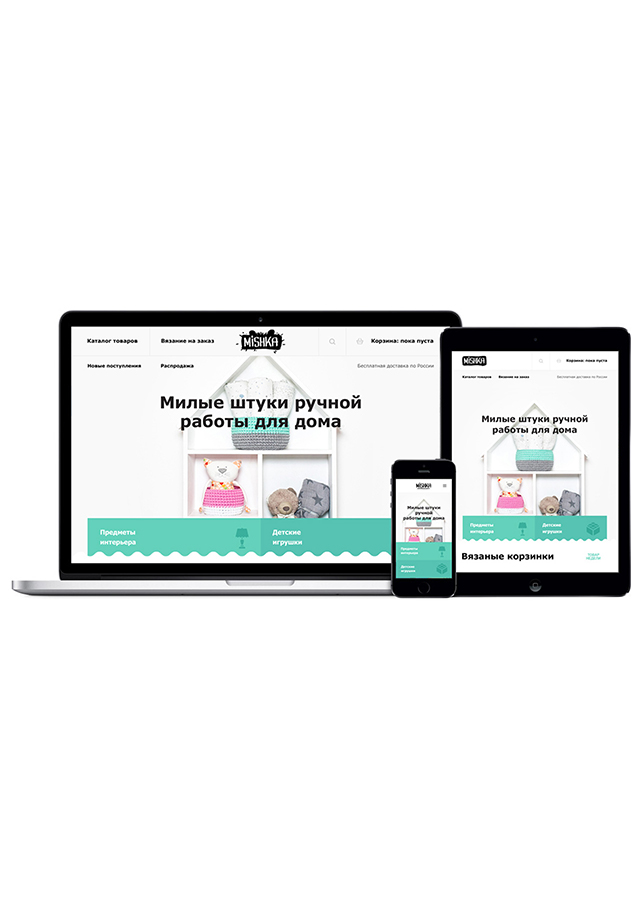 Каталог товаров
Вязание на заказ
MiSHKA
Корзина: пока пуста
Новые поступления
Распродажа
Бесплатная доставка по России
Милые штуки ручной
работы для дома
Предметы
интерьера
Детские
игрушки
MiSHKA
Милые штуки
ручной
работы для дома
Предметы
интерьера
Детские
игрушки
MiSHKA
Корзина: пока пуста
Каталог товаров
Вязание на заказ
Бесплатная доставка по России
Милые штуки ручной
работы для дома
Предметы
интерьера
Детские
игрушки
Вязаные корзинки
ТОВАР
НЕДЕЛИ